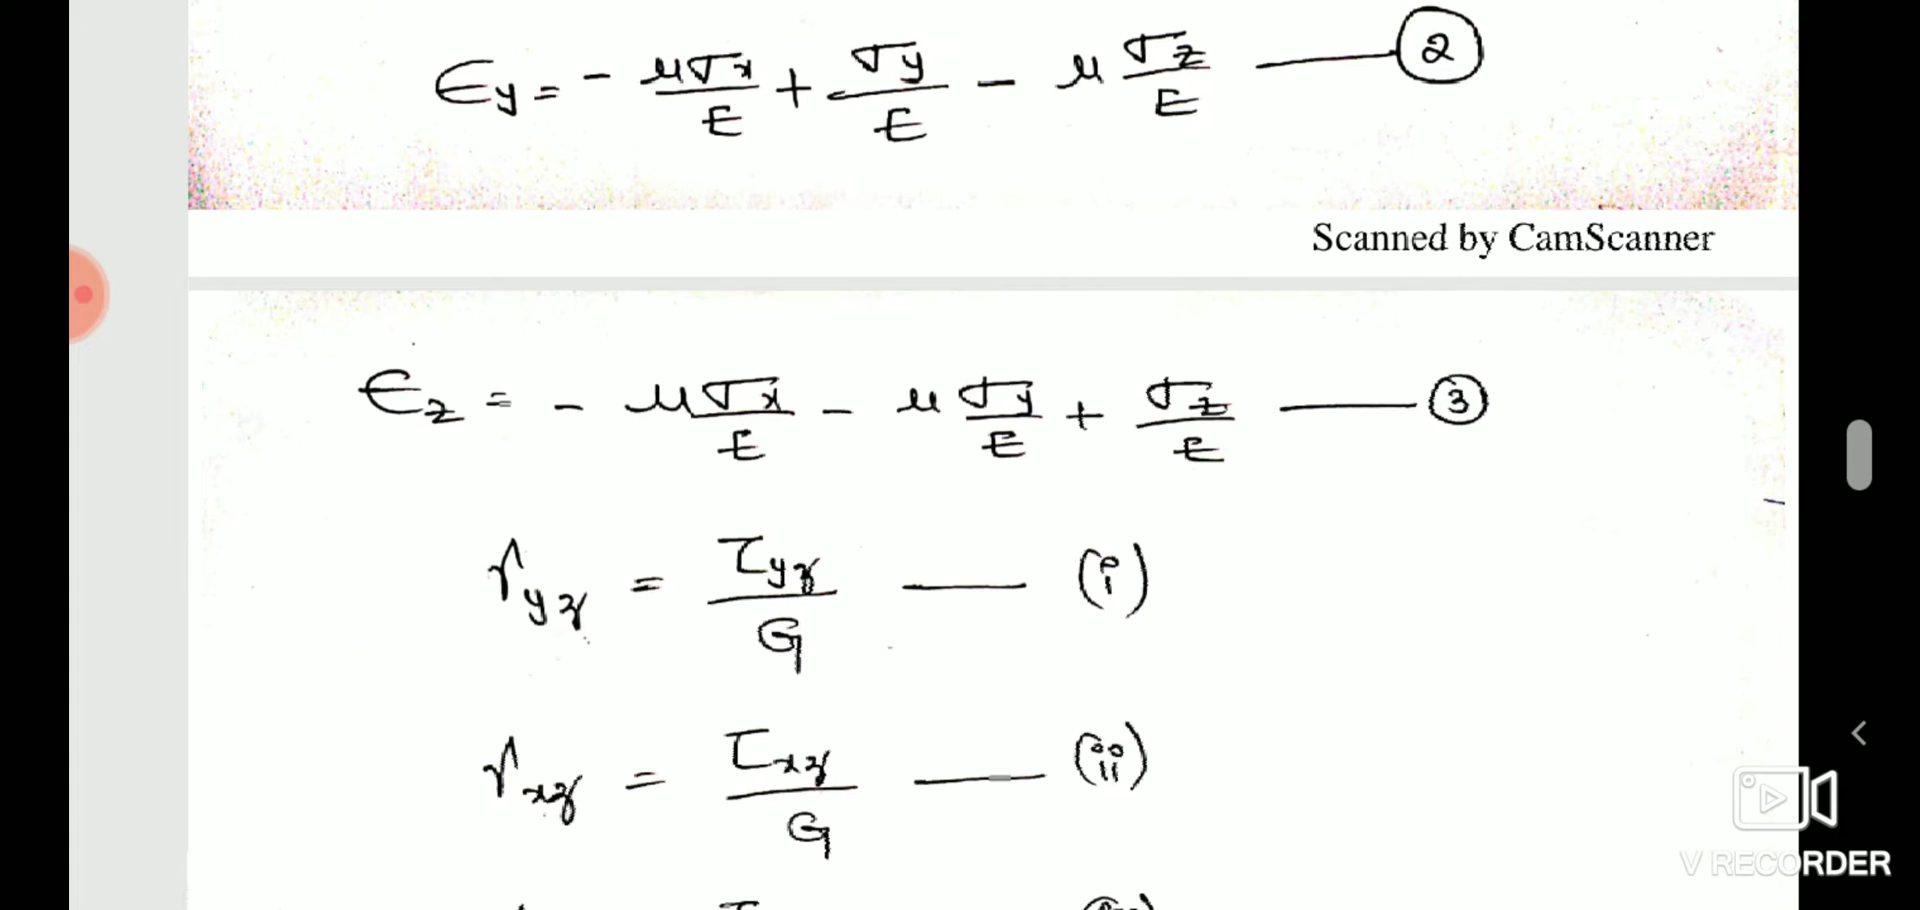 ϵy = - μσx/E + σy/E - μ σz/E —— ②
Scanned by CamScanner
ϵz = - μσx/E - μ σy/E + σz/E —— ③
γyz = τyz/G —— (i)
γxz = τxz/G —— (ii)
V RECORDER